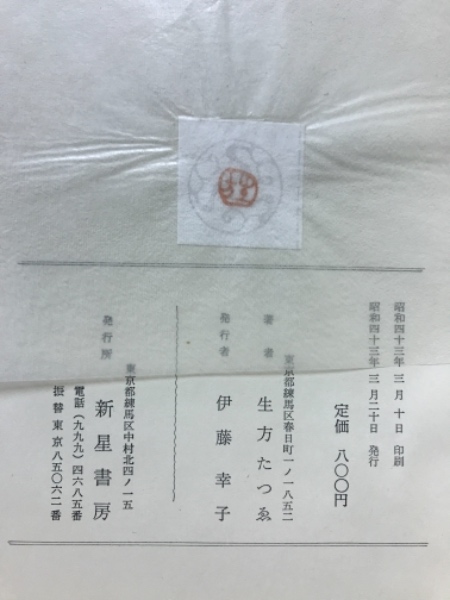 昭和四十三年三月十日 印刷
昭和四十三年三月二十日 発行
定価 八〇〇円
東京都練馬区春日町一ノ一八五二
著者 生方たつゑ
発行者 伊藤幸子
東京都練馬区中村北四ノ一五
発行所 新星書房
電話(九九九)四六八五番
振替東京八五〇六二番